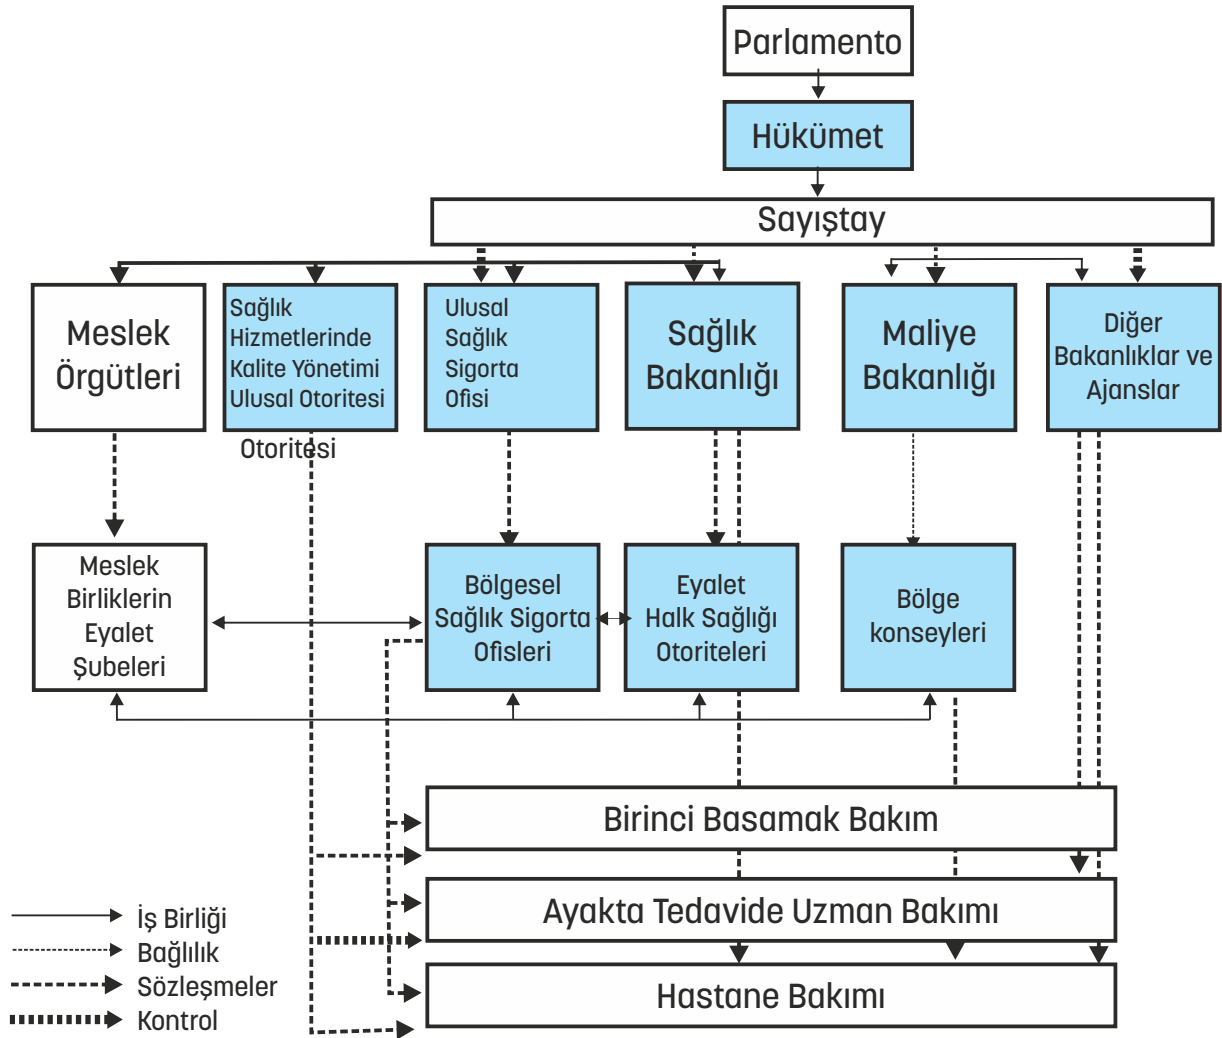 Parlamento
Hükümet
Sayıştay
Meslek
Örgütleri
Sağlık
Hizmetlerinde
Kalite Yönetimi
Ulusal Otoritesi
Otoritesi
Ulusal
Sağlık
Sigorta
Ofisi
Sağlık
Bakanlığı
Maliye
Bakanlığı
Diğer
Bakanlıklar ve
Ajanslar
Meslek
Birliklerin
Eyalet
Şubeleri
Bölgesel
Sağlık Sigorta
Ofisleri
Eyalet
Halk Sağlığı
Otoriteleri
Bölge
konseyleri
Birinci Basamak Bakım
Ayakta Tedavide Uzman Bakımı
Hastane Bakımı
İş Birliği
Bağlılık
Sözleşmeler
Kontrol